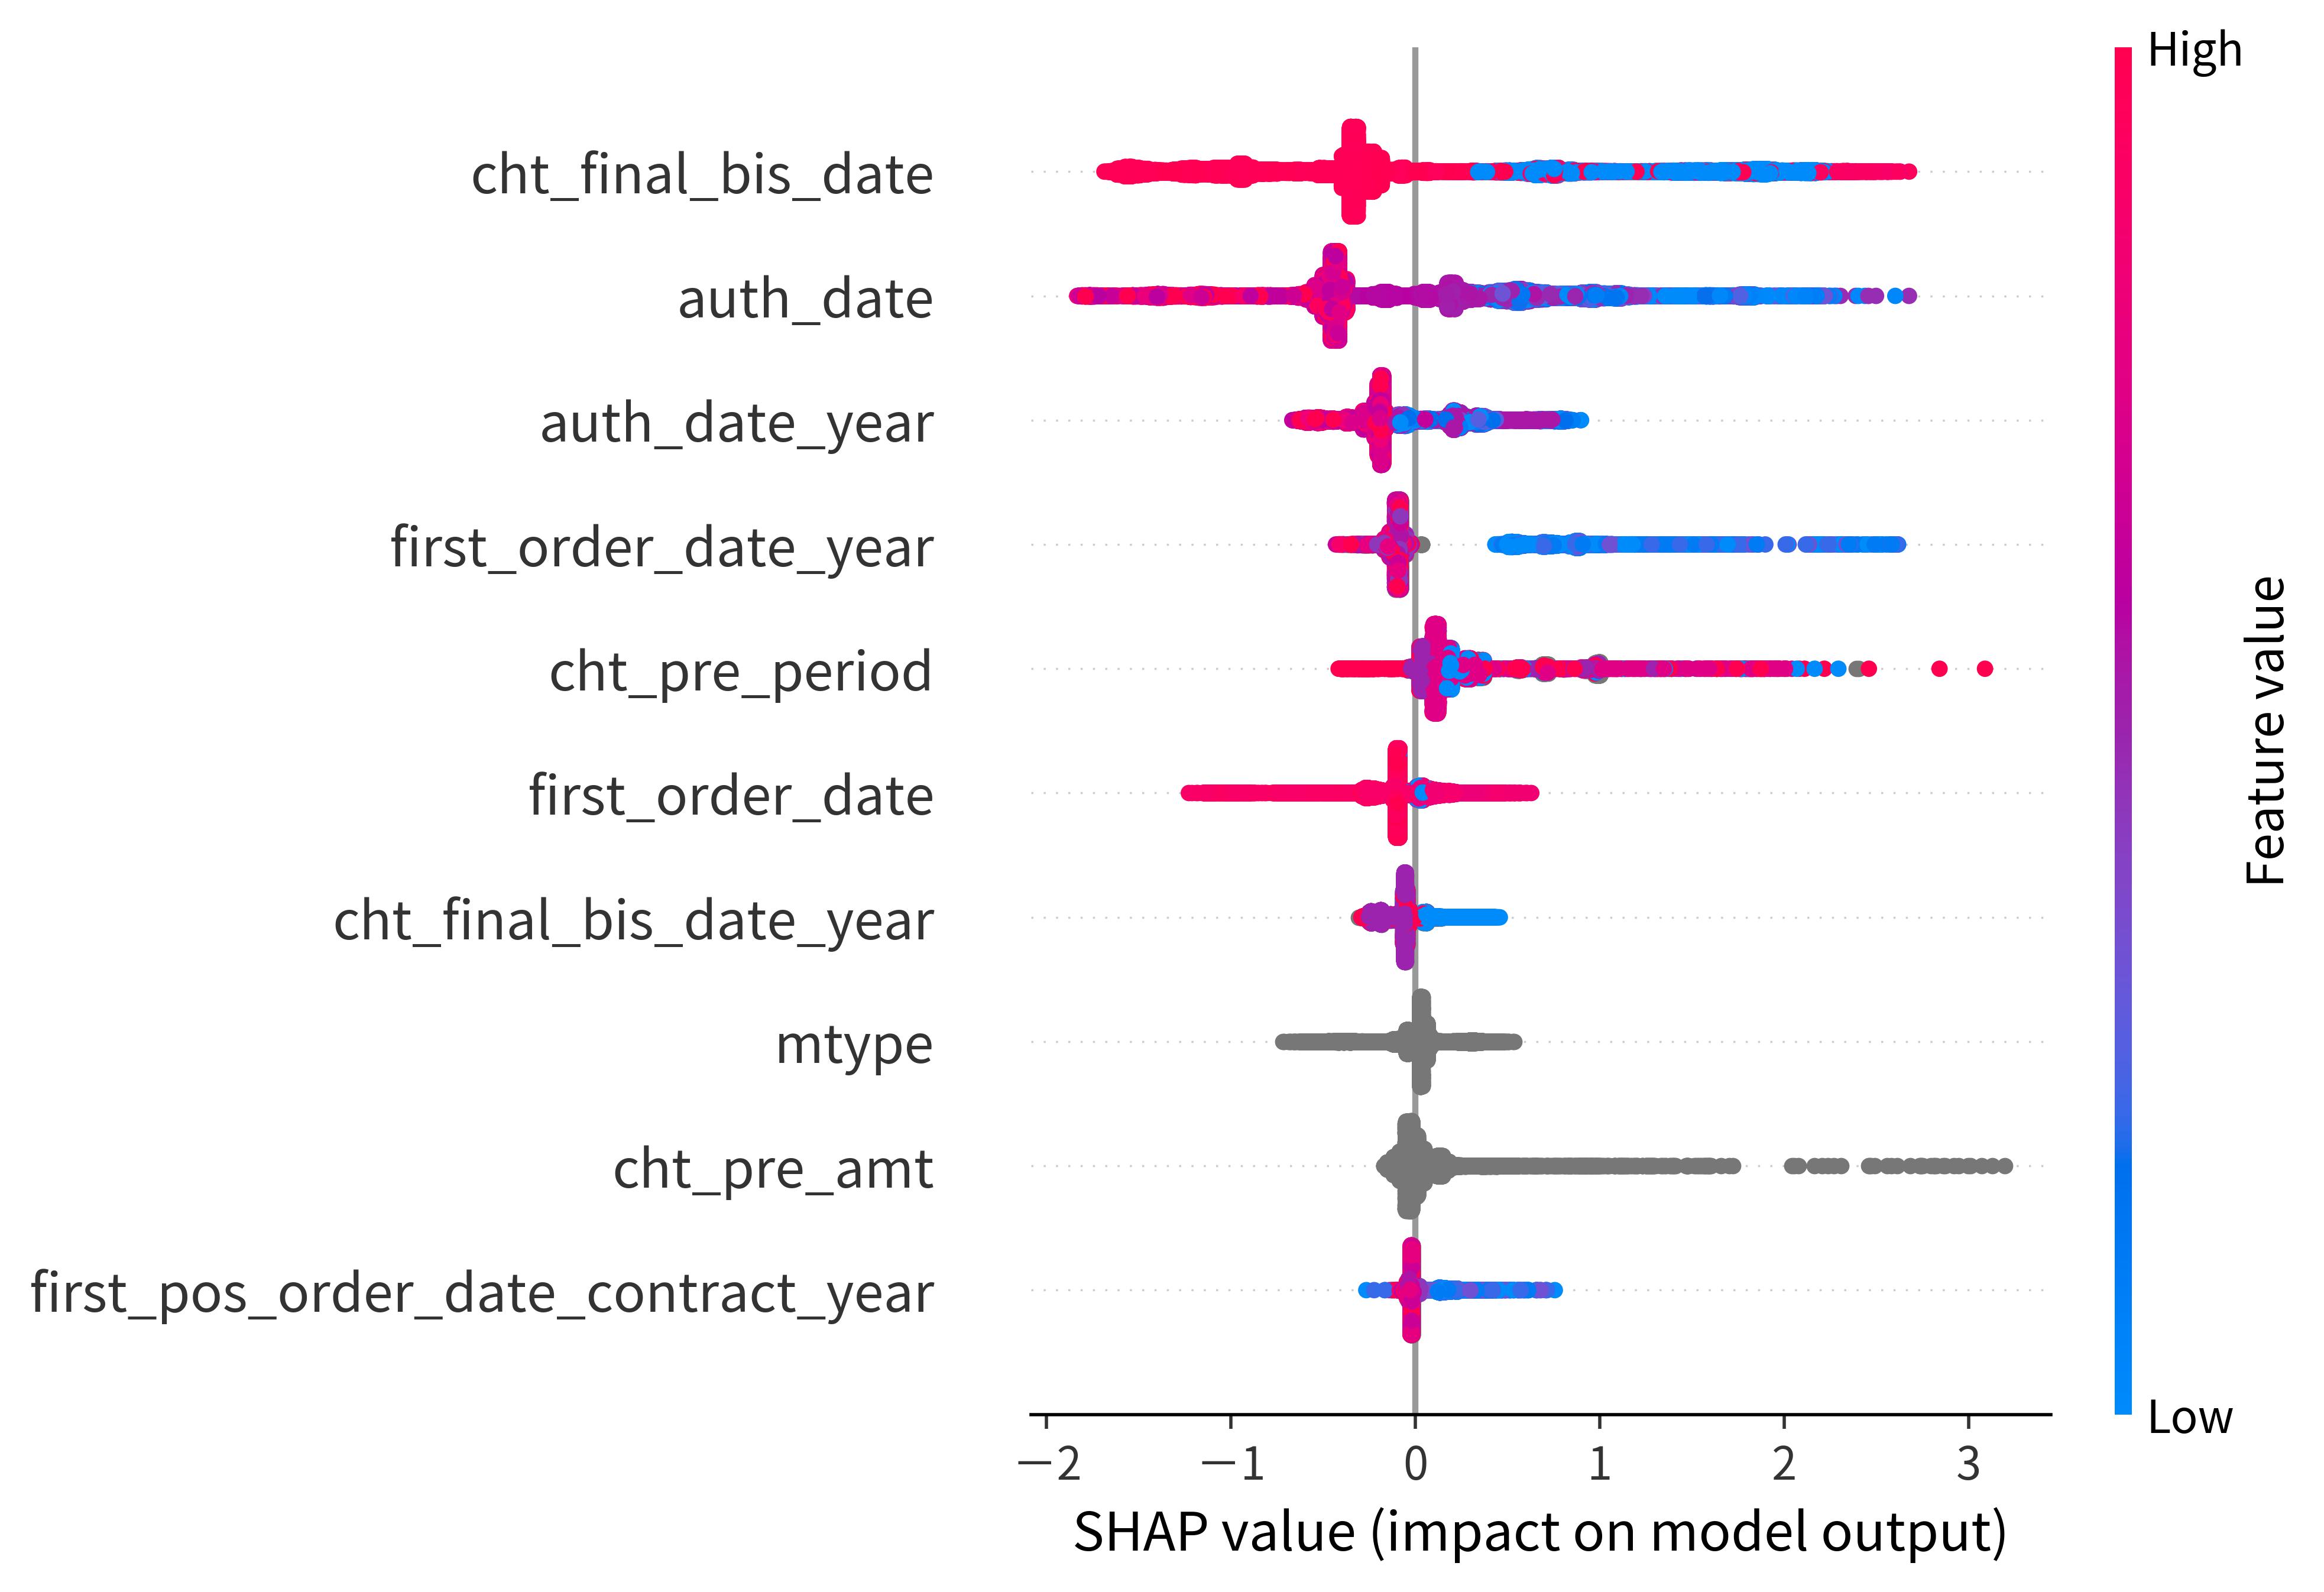 High
cht_final_bis_date
auth_date
auth_date_year
first_order_date_year
cht_pre_period
first_order_date
cht_final_bis_date_year
mtype
cht_pre_amt
first_pos_order_date_contract_year
Feature value
Low
−2 −1 0 1 2 3
SHAP value (impact on model output)